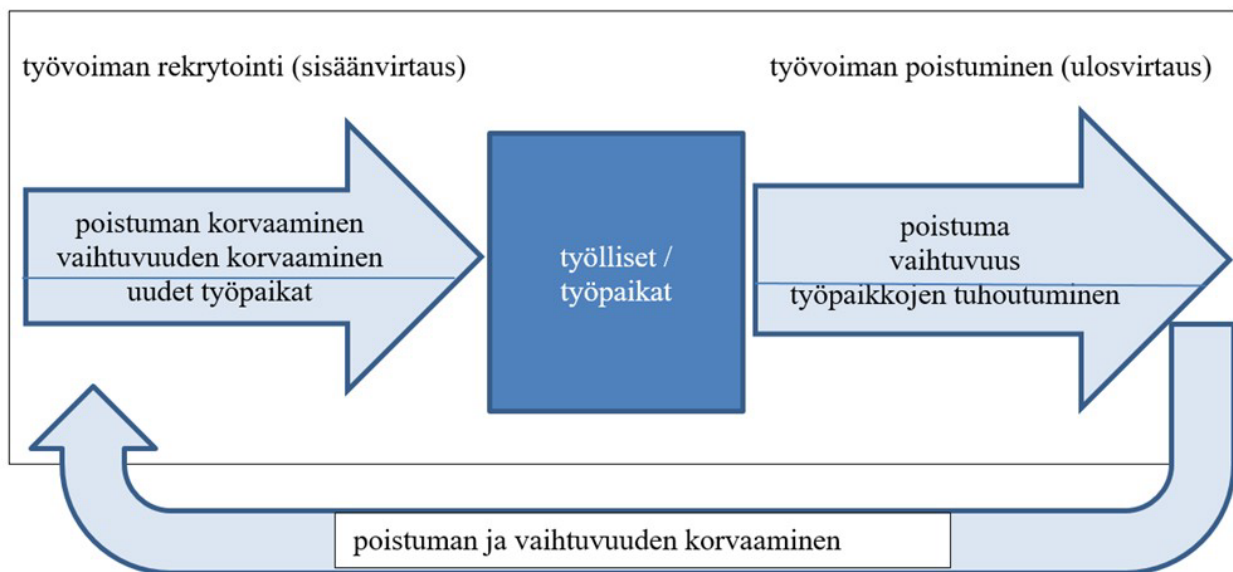 työvoiman rekrytointi (sisäänvirtaus)
työvoiman poistuminen (ulosvirtaus)
poistuman korvaaminen
vaihtuvuuden korvaaminen
uudet työpaikat
työlliset /
työpaikat
poistuma
vaihtuvuus
työpaikkojen tuhoutuminen
poistuman ja vaihtuvuuden korvaaminen